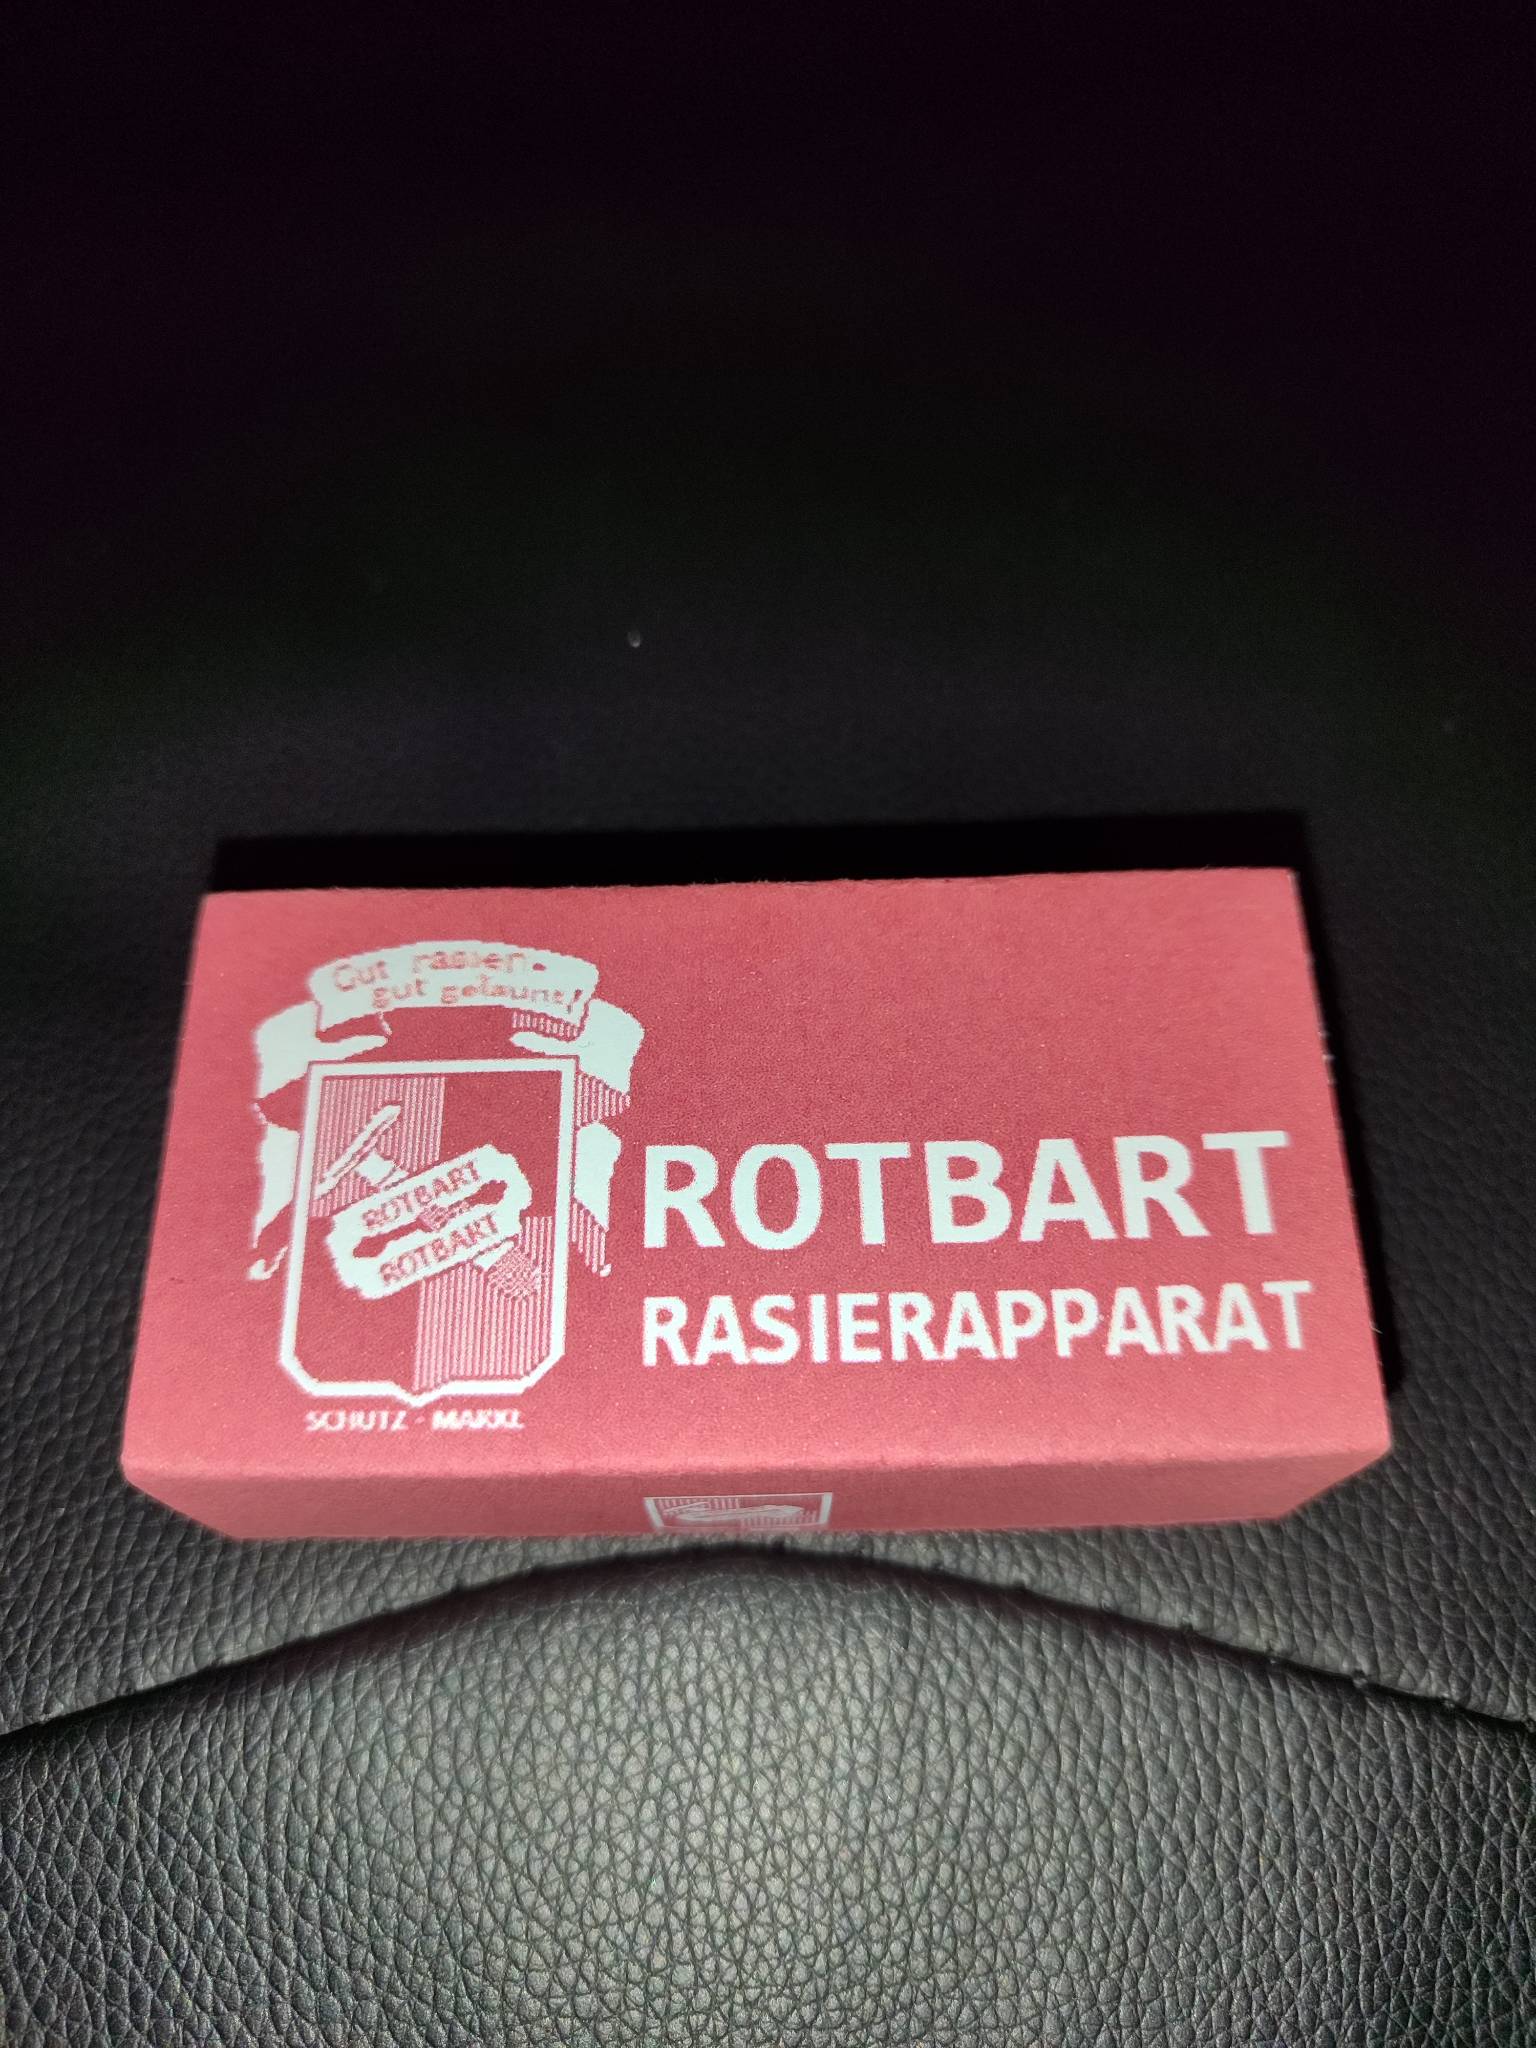 Gut rasiert-
gut gelaunt!
ROTBART
ROTBART
SCHUTZ - MARKE
ROTBART
RASIERAPPARAT